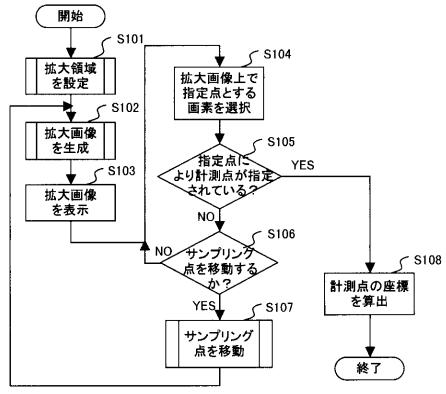 開始
S101
拡大領域
を設定
S102
拡大画像
を生成
S103
拡大画像
を表示
S104
拡大画像上で
指定点とする
画素を選択
S105
指定点に
より計測点が指定
されている?
YES
NO
S106
サンプリング
点を移動する
か?
NO
YES
S107
サンプリング
点を移動
S108
計測点の座標
を算出
終了